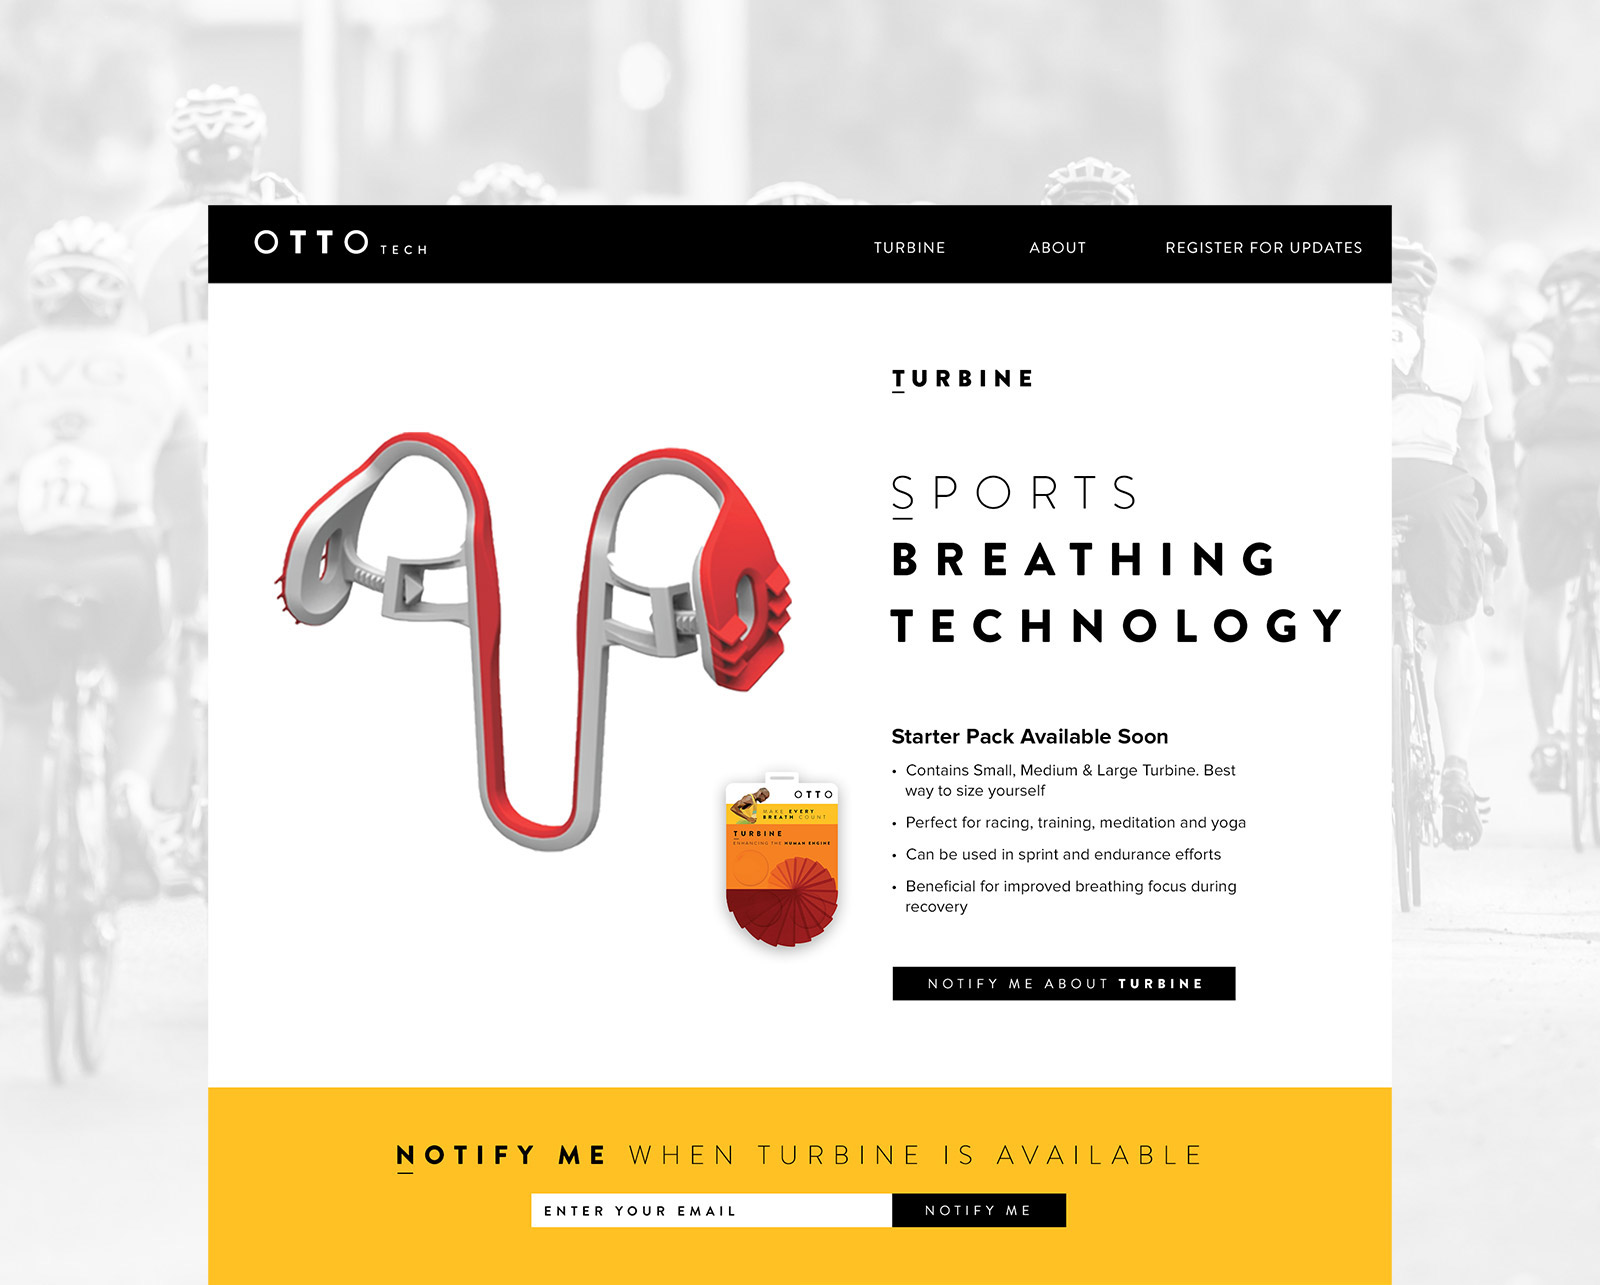 IVG
m
OTTO TECH
TURBINE
ABOUT
REGISTER FOR UPDATES
TURBINE
SPORTS
BREATHING
TECHNOLOGY
Starter Pack Available Soon
• Contains Small, Medium & Large Turbine. Best
way to size yourself
• Perfect for racing, training, meditation and yoga
• Can be used in sprint and endurance efforts
• Beneficial for improved breathing focus during
recovery
OTTO
MAKE EVERY
BREATH COUNT
TURBINE
ENHANCING THE HUMAN ENGINE
NOTIFY ME ABOUT TURBINE
NOTIFY ME WHEN TURBINE IS AVAILABLE
ENTER YOUR EMAIL
NOTIFY ME